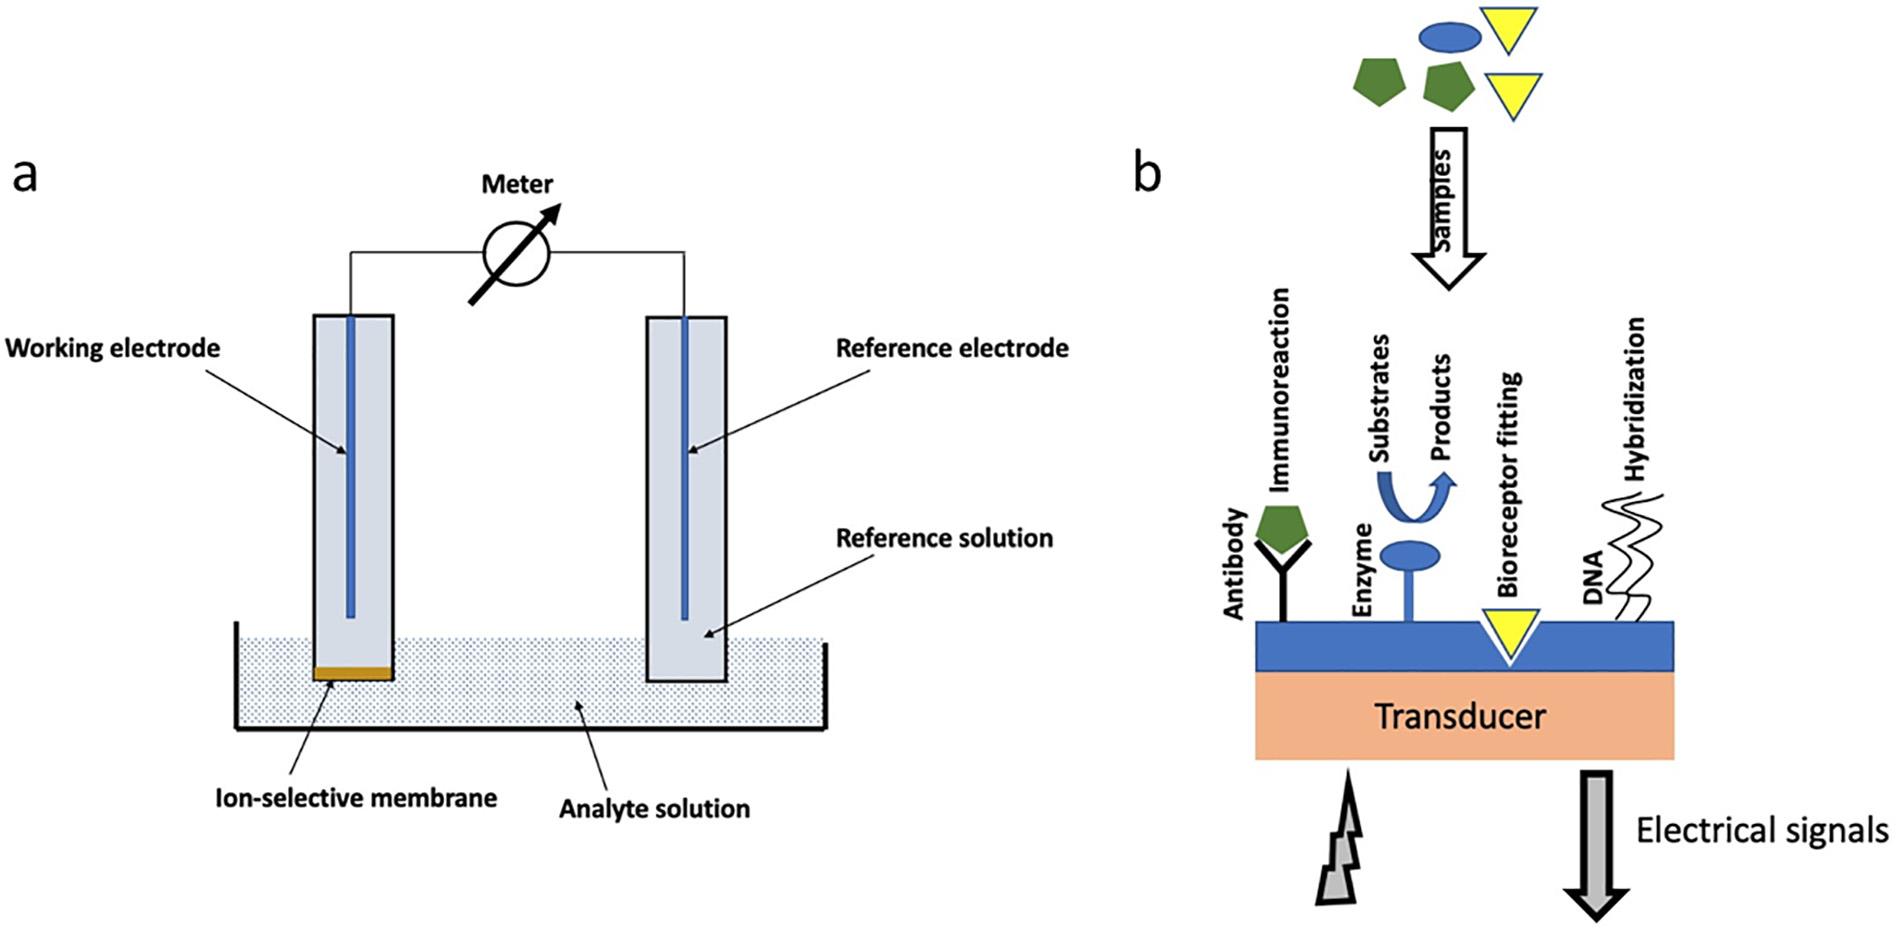 a
Meter
Working electrode
Reference electrode
Reference solution
Ion-selective membrane
Analyte solution
b
Samples
Antibody
Immunoreaction
Enzyme
Substrates
Products
Bioreceptor fitting
DNA
Hybridization
Transducer
Electrical signals